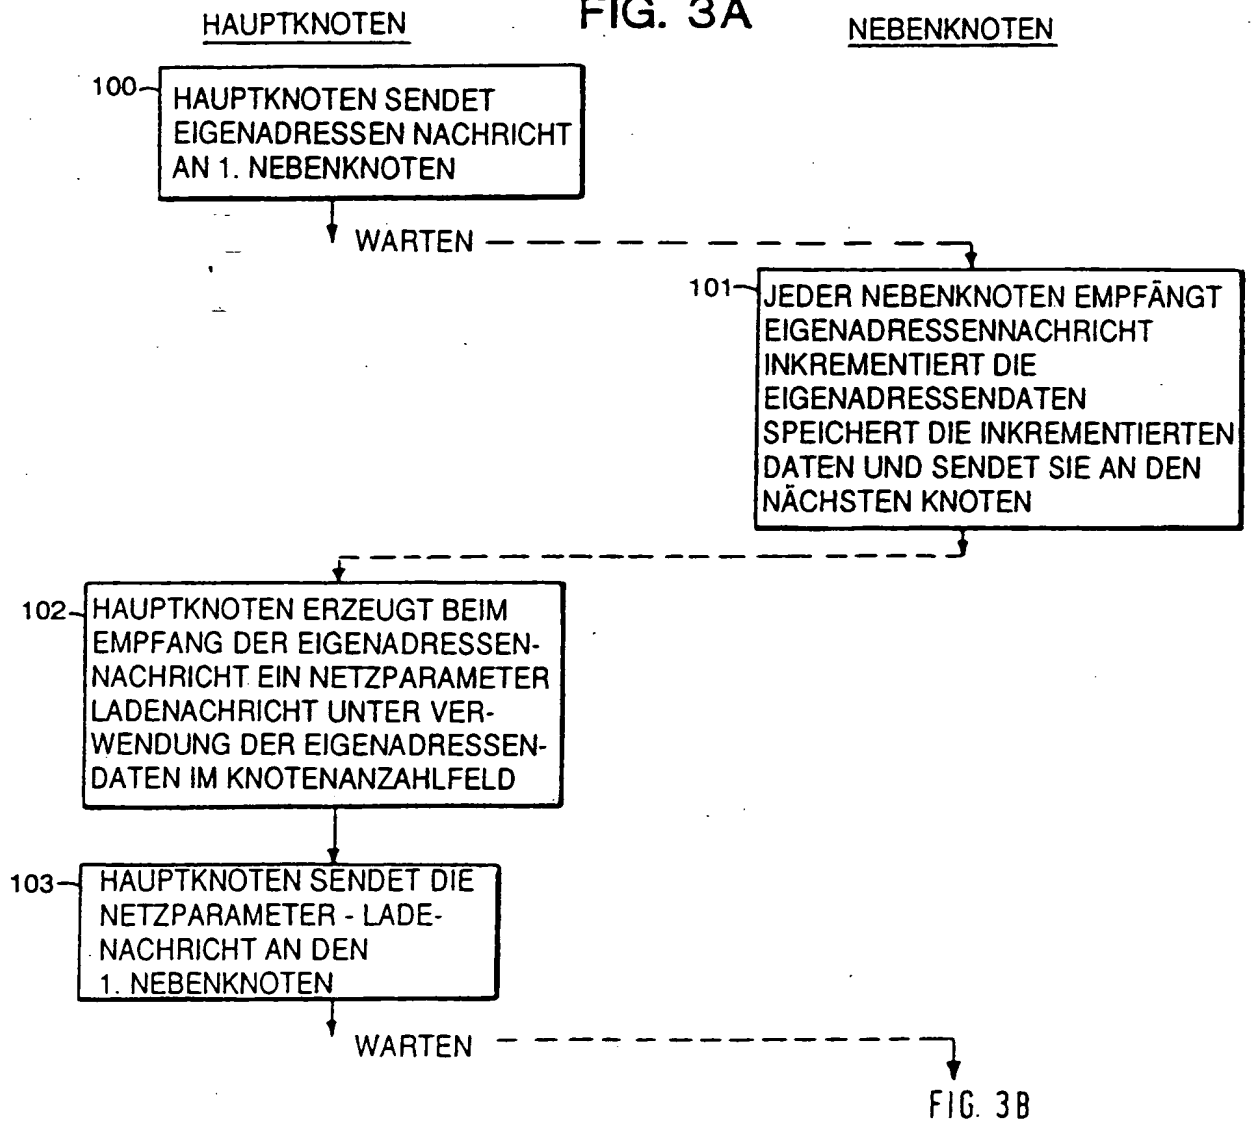 FIG. 3A
HAUPTKNOTEN
NEBENKNOTEN
100
HAUPTKNOTEN SENDET
EIGENADRESSEN NACHRICHT
AN 1. NEBENKNOTEN
WARTEN
101
JEDER NEBENKNOTEN EMPFÄNGT
EIGENADRESSENNACHRICHT
INKREMENTIERT DIE
EIGENADRESSENDATEN
SPEICHERT DIE INKREMENTIERTEN
DATEN UND SENDET SIE AN DEN
NÄCHSTEN KNOTEN
102
HAUPTKNOTEN ERZEUGT BEIM
EMPFANG DER EIGENADRESSEN-
NACHRICHT EIN NETZPARAMETER
LADENACHRICHT UNTER VER-
WENDUNG DER EIGENADRESSEN-
DATEN IM KNOTENANZAHLFELD
103
HAUPTKNOTEN SENDET DIE
NETZPARAMETER - LADE-
NACHRICHT AN DEN
1. NEBENKNOTEN
WARTEN
FIG. 3B